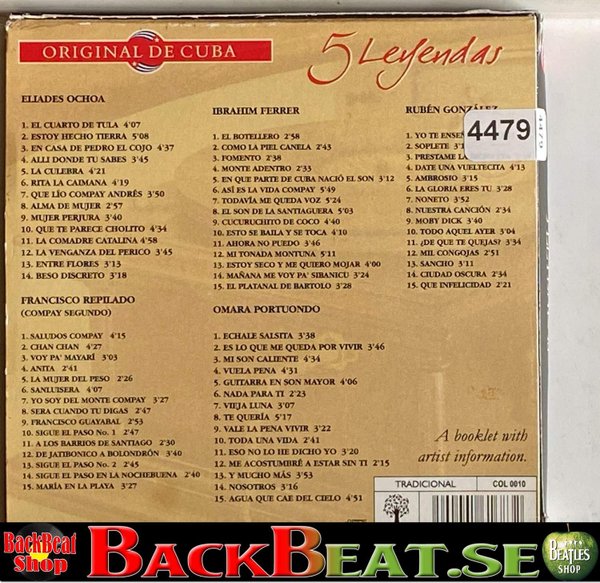 ORIGINAL DE CUBA
5 Leyendas
ELIADES OCHOA
1. EL CUARTO DE TULA 4'07
2. ESTOY HECHO TIERRA 5'08
3. EN CASA DE PEDRO EL COJO 4'37
4. ALLI DONDE TU SABES 3'45
5. LA CULEBRA 4'21
6. RITA LA CAIMANA 4'19
7. QUE LÍO COMPAY ANDRÉS 3'50
8. ALMA DE MUJER 2'57
9. MUJER PERJURA 3'40
10. QUE TE PARECE CHOLITO 4'34
11. LA COMADRE CATALINA 4'58
12. LA VENGANZA DEL PERICO 3'45
13. ENTRE FLORES 3'13
14. BESO DISCRETO 3'18
IBRAHIM FERRER
1. EL BOTELLERO 2'58
2. COMO LA PIEL CANELA 2'43
3. FOMENTO 2'38
4. MONTE ADENTRO 2'33
5. EN QUE PARTE DE CUBA NACIÓ EL SON 3'12
6. ASÍ ES LA VIDA COMPAY 5'49
7. TODAVÍA ME QUEDA VOZ 5'24
8. EL SON DE LA SANTIAGUERA 5'03
9. CUCURUCHITO DE COCO 4'40
10. ESTO SE BAILA Y SE TOCA 4'10
11. AHORA NO PUEDO 3'46
12. MI TONADA MONTUNA 5'11
13. ESTOY SECO Y ME QUIERO MOJAR 4'00
14. MAÑANA ME VOY PA' SIBANICU 3'24
15. EL PLATANAL DE BARTOLO 3'28
RUBÉN GONZÁLEZ
1. YO TE
2. SOPLETE
3. PRESTAME
4. DATE UNA VUELTECITA 4'13
5. AMBROSIO 3'15
6. LA GLORIA ERES TU 3'28
7. NONETO 3'52
8. NUESTRA CANCIÓN 2'34
9. MOBY DICK 3'40
10. TODO AQUEL AYER 3'04
11. ¿DE QUE TE QUEJAS? 3'34
12. MIL CONGOJAS 2'51
13. SANCHO 3'11
14. CIUDAD OSCURA 2'34
15. QUE INFELICIDAD 2'21
4479
4479
FRANCISCO REPILADO
(COMPAY SEGUNDO)
1. SALUDOS COMPAY 4'15
2. CHAN CHAN 4'27
3. VOY PA' MAYARÍ 3'03
4. ANITA 2'41
5. LA MUJER DEL PESO 2'26
6. SANLUISERA 4'07
7. YO SOY DEL MONTE COMPAY 3'27
8. SERA CUANDO TU DIGAS 2'47
9. FRANCISCO GUAYABAL 2'53
10. SIGUE EL PASO No. 1 2'47
11. A LOS BARRIOS DE SANTIAGO 2'30
12. DE JATIBONICO A BOLONDRÓN 4'40
13. SIGUE EL PASO No. 2 2'45
14. SIGUE EL PASO EN LA NOCHEBUENA 2'40
15. MARÍA EN LA PLAYA 3'27
OMARA PORTUONDO
1. ECHALE SALSITA 3'38
2. ES LO QUE ME QUEDA POR VIVIR 3'46
3. MI SON CALIENTE 4'34
4. VUELA PENA 4'31
5. GUITARRA EN SON MAYOR 4'06
6. NADA PARA TI 2'23
7. VIEJA LUNA 3'07
8. TE QUERÍA 5'17
9. VALE LA PENA VIVIR 3'22
10. TODA UNA VIDA 2'41
11. ESO NO LO HE DICHO YO 3'20
12. ME ACOSTUMBRÉ A ESTAR SIN TI 2'15
13. Y MUCHO MÁS 3'53
14. NOSOTROS 3'16
15. AGUA QUE CAE DEL CIELO 4'51
A booklet with
artist information.
TRADICIONAL
COL 0010
BackBeat
Shop
BackBeat.se
BEATLES
SHOP